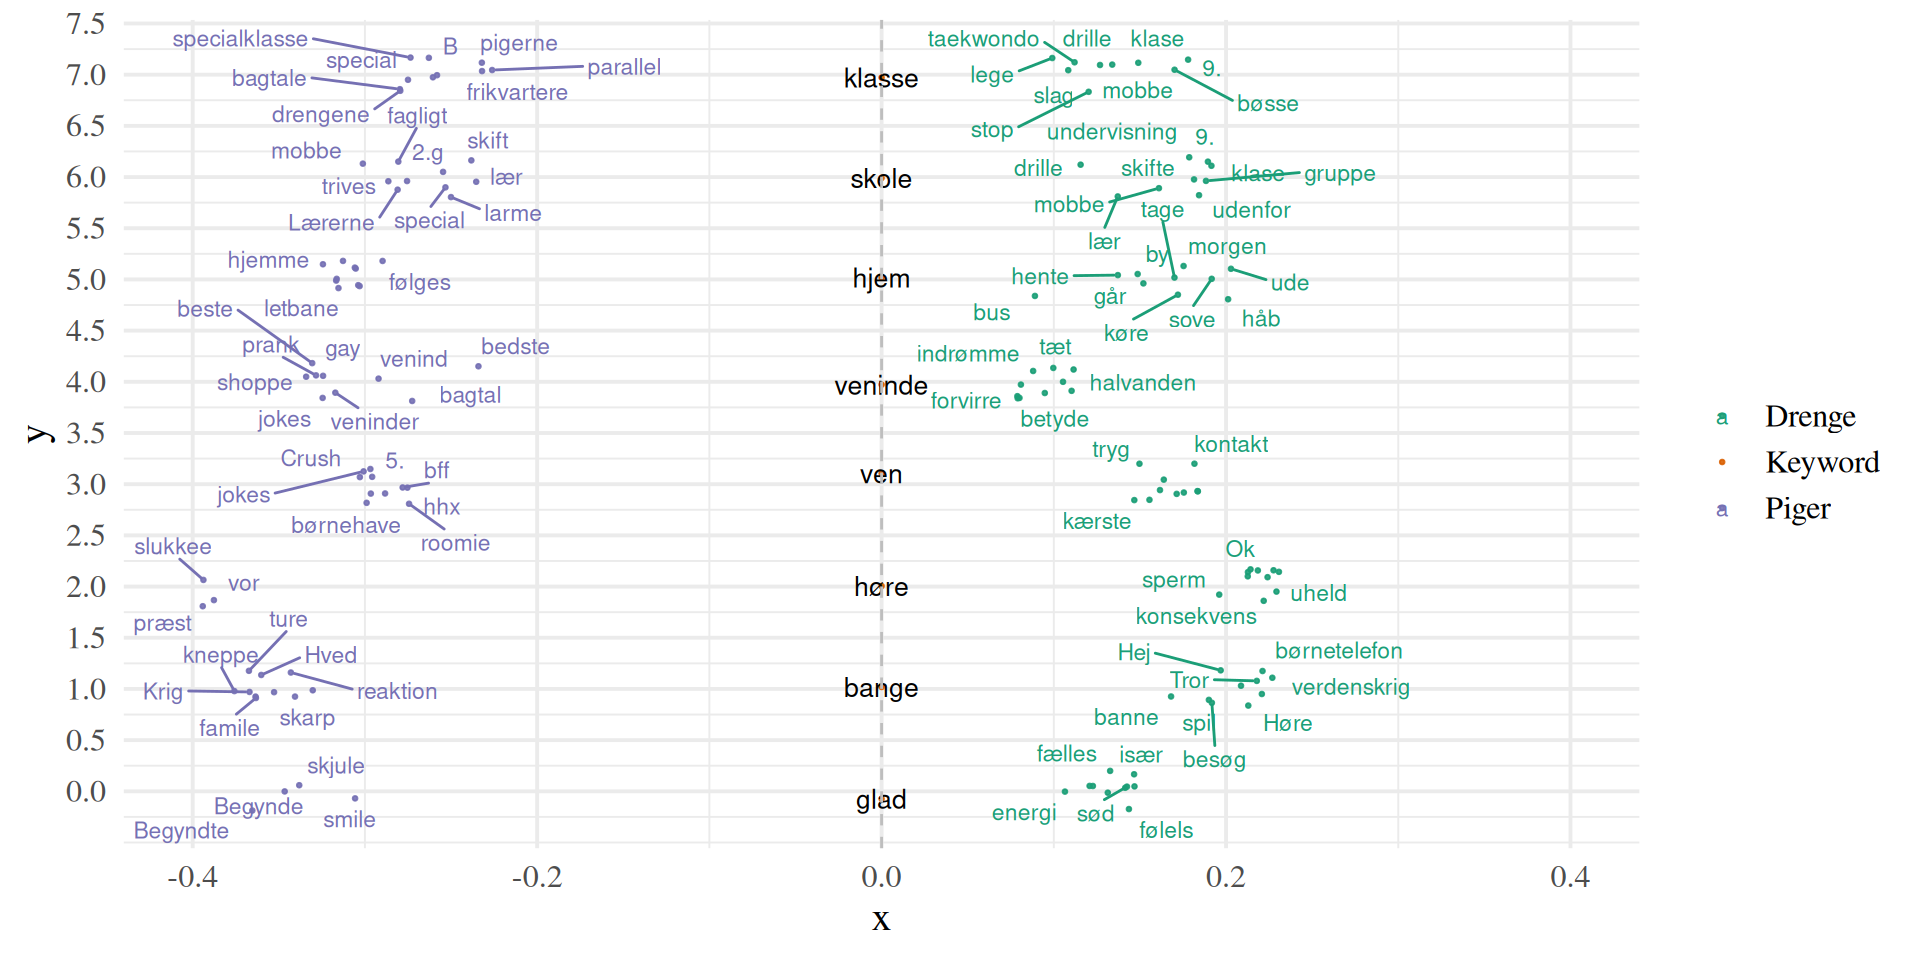 7.5
specialklasse
B
pigerne
taekwondo
drille
klase
special
parallel
lege
9.
7.0
bagtale
klasse
frikvartere
slag
mobbe
bøsse
drengene
fagligt
stop
undervisning
9.
6.5
mobbe
2.g
skift
drille
skifte
klase
gruppe
6.0
trives
lær
skole
Lærerne
special
larme
mobbe
tage
udenfor
5.5
lær
by
morgen
hjemme
følges
hjem
hente
ude
5.0
beste
letbane
bus
går
køre
sove
håb
4.5
prank
gay
venind
bedste
indrømme
tæt
4.0
shoppe
bagtal
veninde
halvanden
forvirre
jokes
veninder
betyde
3.5
Crush
5.
bff
tryg
kontakt
ven
3.0
jokes
hhx
børnehave
roomie
kærste
2.5
slukkee
Ok
vor
sperm
uheld
2.0
høre
præst
ture
konsekvens
1.5
kneppe
Hved
Hej
børnetelefon
Krig
reaktion
bange
Tror
verdenskrig
1.0
famile
skarp
banne
spil
Høre
0.5
skjule
fælles
især
besøg
0.0
Begynde
smile
glad
energi
sød
Begyndte
følels
-0.4
-0.2
0.0
0.2
0.4
x
y
a Drenge
Keyword
a Piger